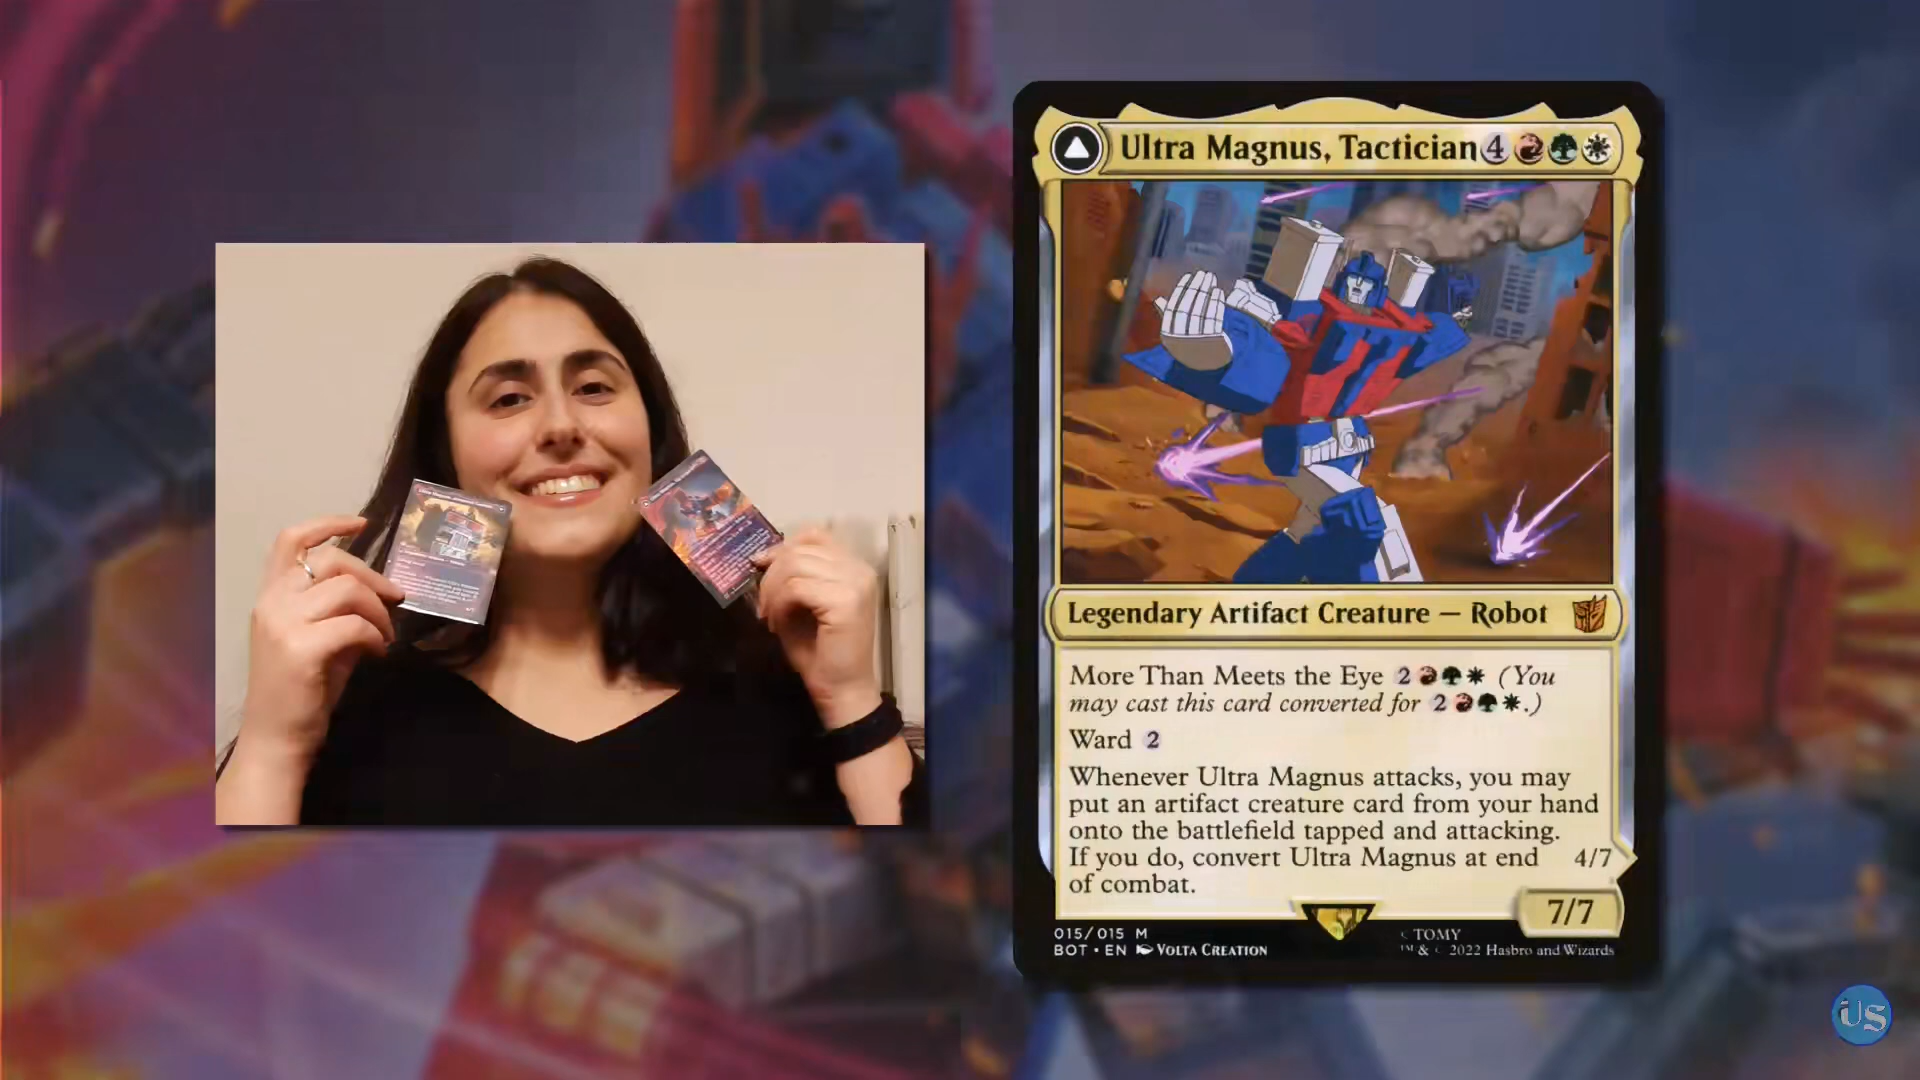 Ultra Magnus, Tactician 4
Legendary Artifact Creature — Robot
More Than Meets the Eye 2 (You
may cast this card converted for 2 .)
Ward 2
Whenever Ultra Magnus attacks, you may
put an artifact creature card from your hand
onto the battlefield tapped and attacking.
If you do, convert Ultra Magnus at end
of combat.
4/7
7/7
015/015 M
BOT • EN VOLTA CREATION
TOMY
™ & 2022 Hasbro and Wizards
US